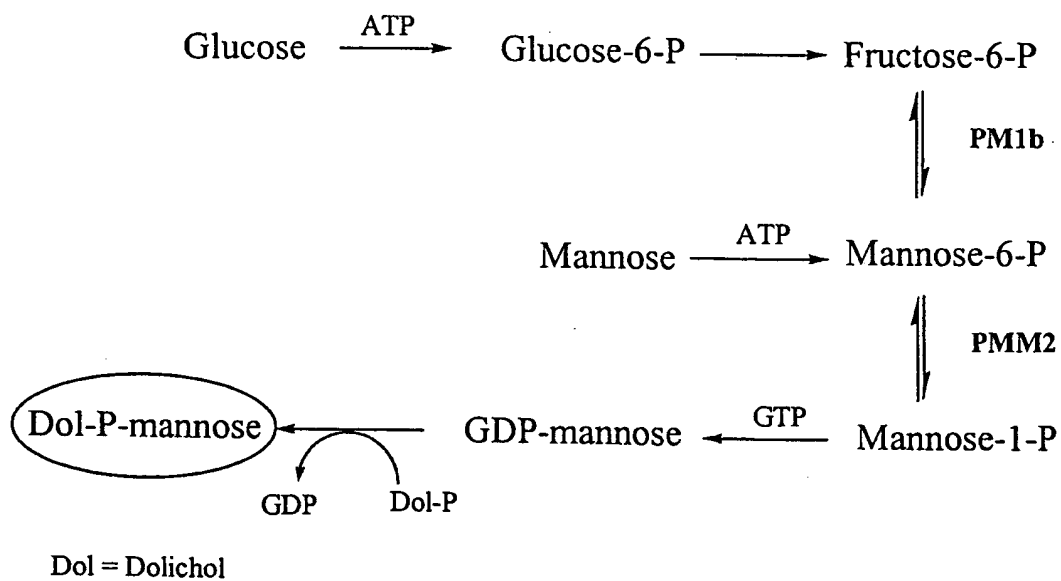 ATP
Glucose Glucose-6-P Fructose-6-P
PM1b
ATP
Mannose Mannose-6-P
PMM2
Dol-P-mannose GDP-mannose GTP Mannose-1-P
GDP Dol-P
Dol = Dolichol